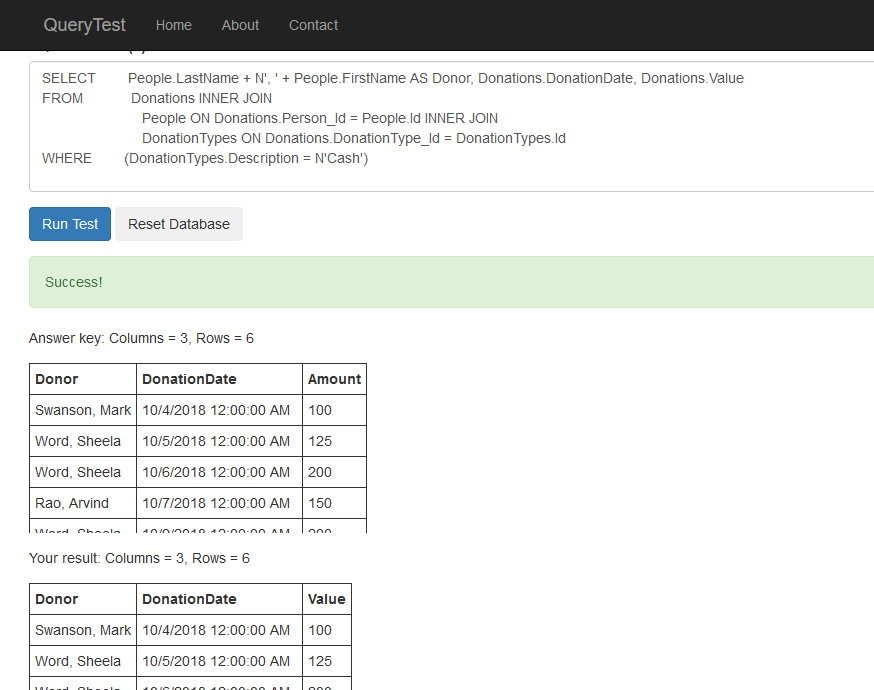 QueryTest Home About Contact
SELECT People.LastName + N', ' + People.FirstName AS Donor, Donations.DonationDate, Donations.Value
FROM Donations INNER JOIN
People ON Donations.Person_Id = People.Id INNER JOIN
DonationTypes ON Donations.DonationType_Id = DonationTypes.Id
WHERE (DonationTypes.Description = N'Cash')
Run Test Reset Database
Success!
Answer key: Columns = 3, Rows = 6
Donor DonationDate Amount
Swanson, Mark 10/4/2018 12:00:00 AM 100
Word, Sheela 10/5/2018 12:00:00 AM 125
Word, Sheela 10/6/2018 12:00:00 AM 200
Rao, Arvind 10/7/2018 12:00:00 AM 150
Your result: Columns = 3, Rows = 6
Donor DonationDate Value
Swanson, Mark 10/4/2018 12:00:00 AM 100
Word, Sheela 10/5/2018 12:00:00 AM 125